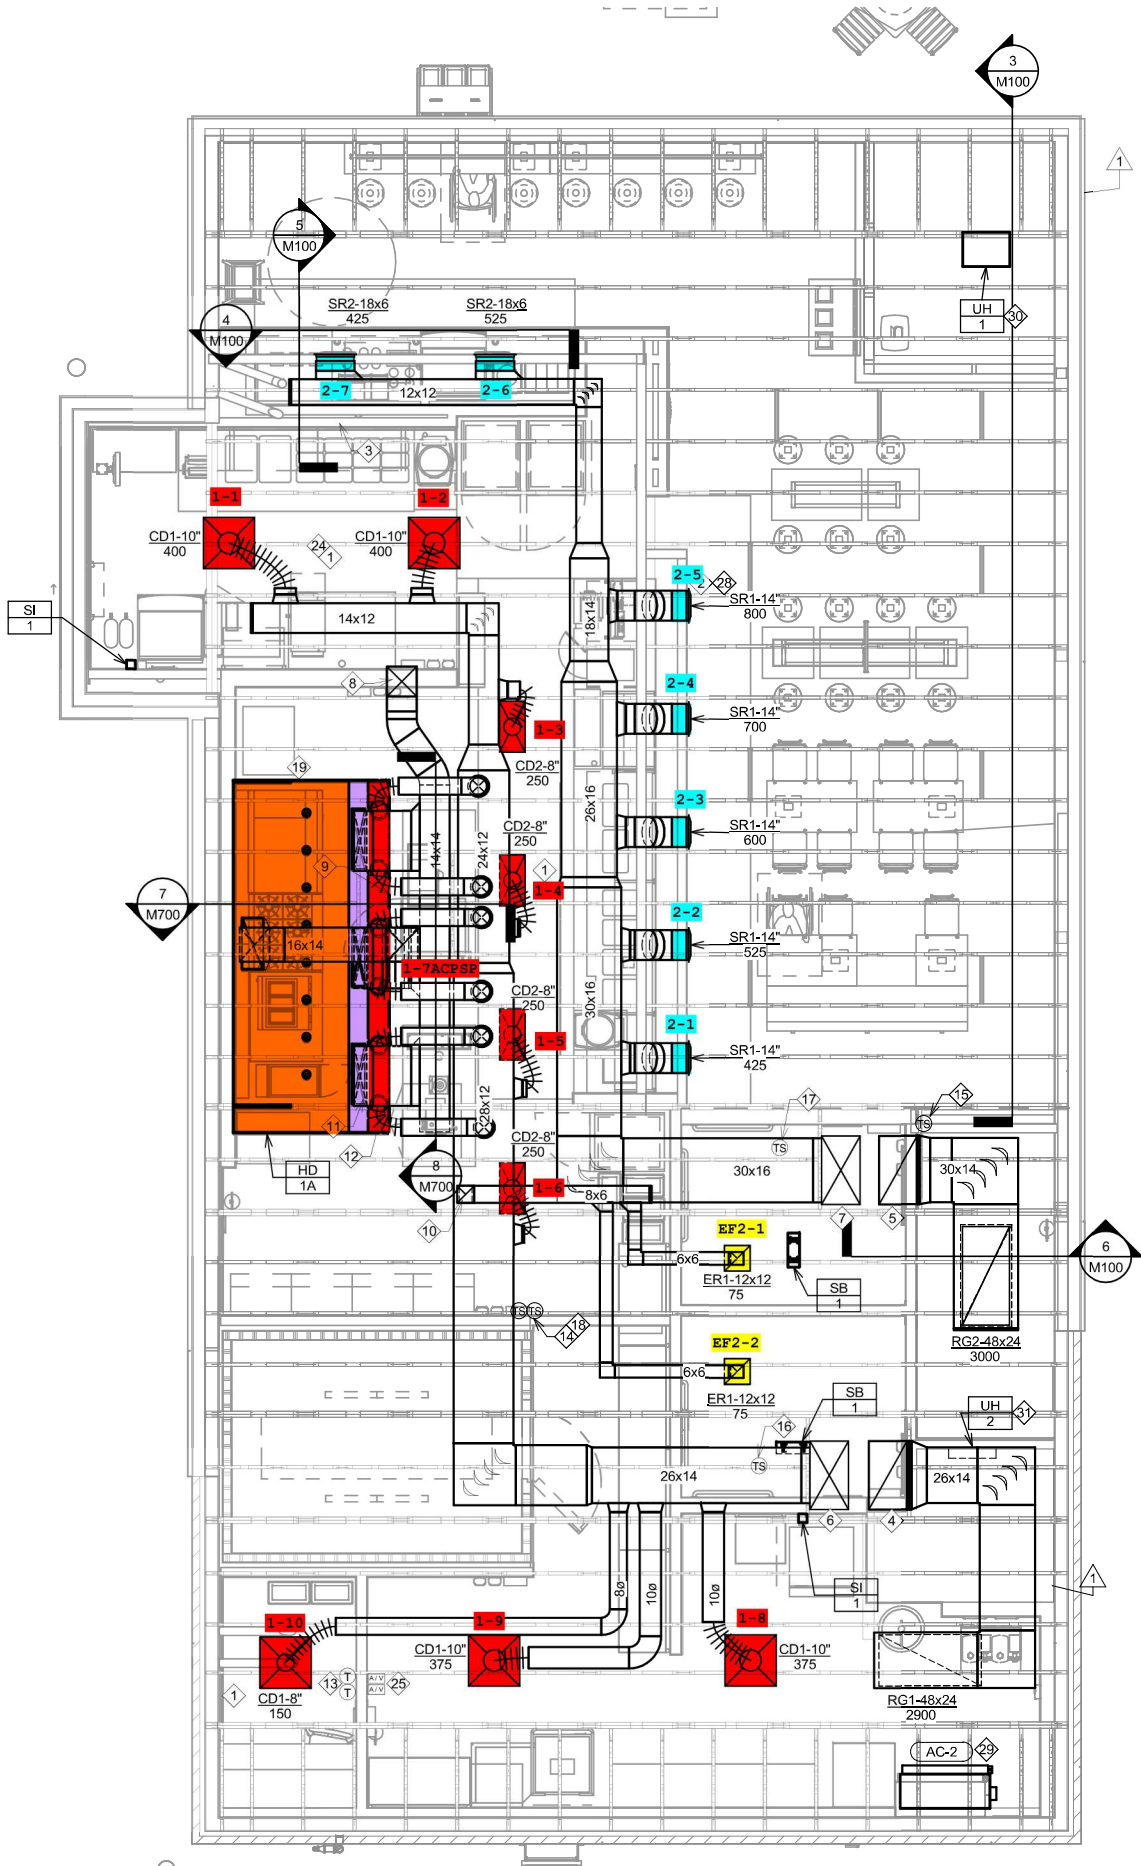 3
M100
1
5
M100
SR2-18x6
425
SR2-18x6
525
UH
1
30
4
M100
2-7
12x12
2-6
3
1-1
1-2
CD1-10"
400
24
1
CD1-10"
400
2-5
2
28
SR1-14"
800
SI
1
14x12
18x14
8
2-4
SR1-14"
700
1-3
19
CD2-8"
250
26x16
2-3
SR1-14"
600
14x14
24x12
CD2-8"
250
9
1
1-4
7
M700
2-2
SR1-14"
525
16x14
1-7ACPSP
CD2-8"
250
30x16
2-1
SR1-14"
425
1-5
28x12
11
12
17
TS
15
TS
CD2-8"
250
HD
1A
8
M700
30x16
30x14
1-6
8x6
10
7
5
EF2-1
6x6
ER1-12x12
75
SB
1
6
M100
TS
TS
18
14
EF2-2
RG2-48x24
3000
6x6
ER1-12x12
75
SB
1
UH
2
31
16
TS
26x14
26x14
6
4
SI
1
1
8ø
10ø
10ø
1-10
1-9
1-8
CD1-10"
375
CD1-10"
375
1
CD1-8"
150
13
T
T
A/V
A/V
25
RG1-48x24
2900
AC-2
29